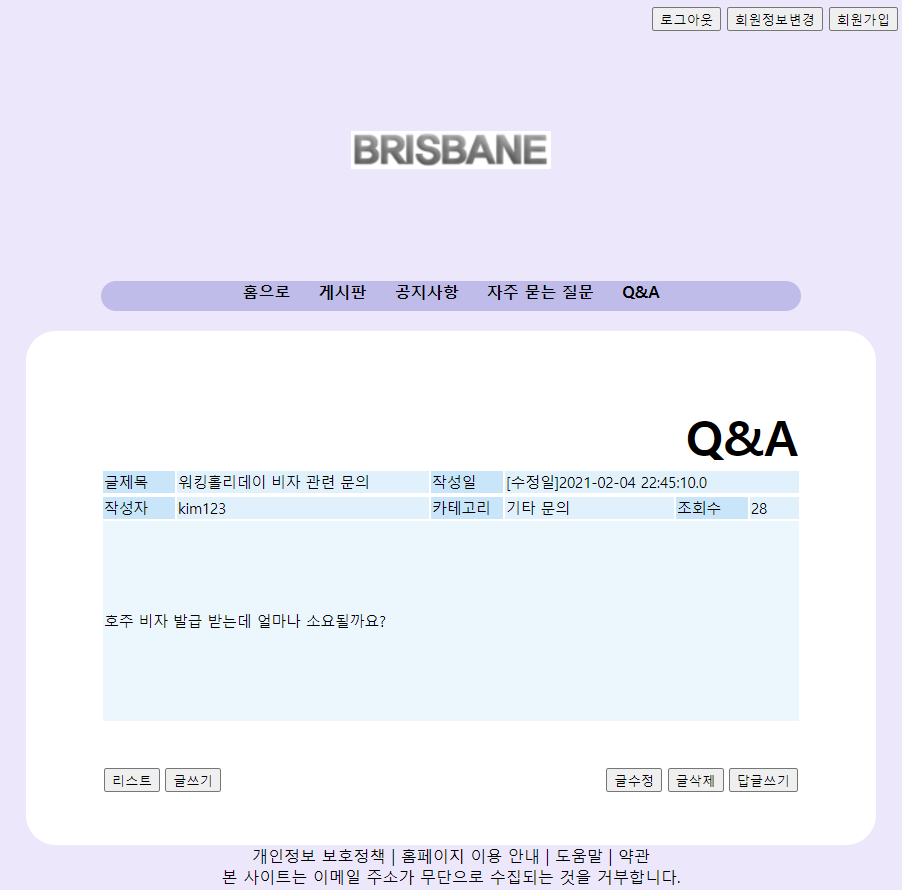 로그아웃 회원정보변경 회원가입
BRISBANE
홈으로 게시판 공지사항 자주 묻는 질문 Q&A
Q&A
글제목 워킹홀리데이 비자 관련 문의 작성일 [수정일]2021-02-04 22:45:10.0
작성자 kim123 카테고리 기타 문의 조회수 28
호주 비자 발급 받는데 얼마나 소요될까요?
리스트 글쓰기 글수정 글삭제 답글쓰기
개인정보 보호정책 | 홈페이지 이용 안내 | 도움말 | 약관
본 사이트는 이메일 주소가 무단으로 수집되는 것을 거부합니다.